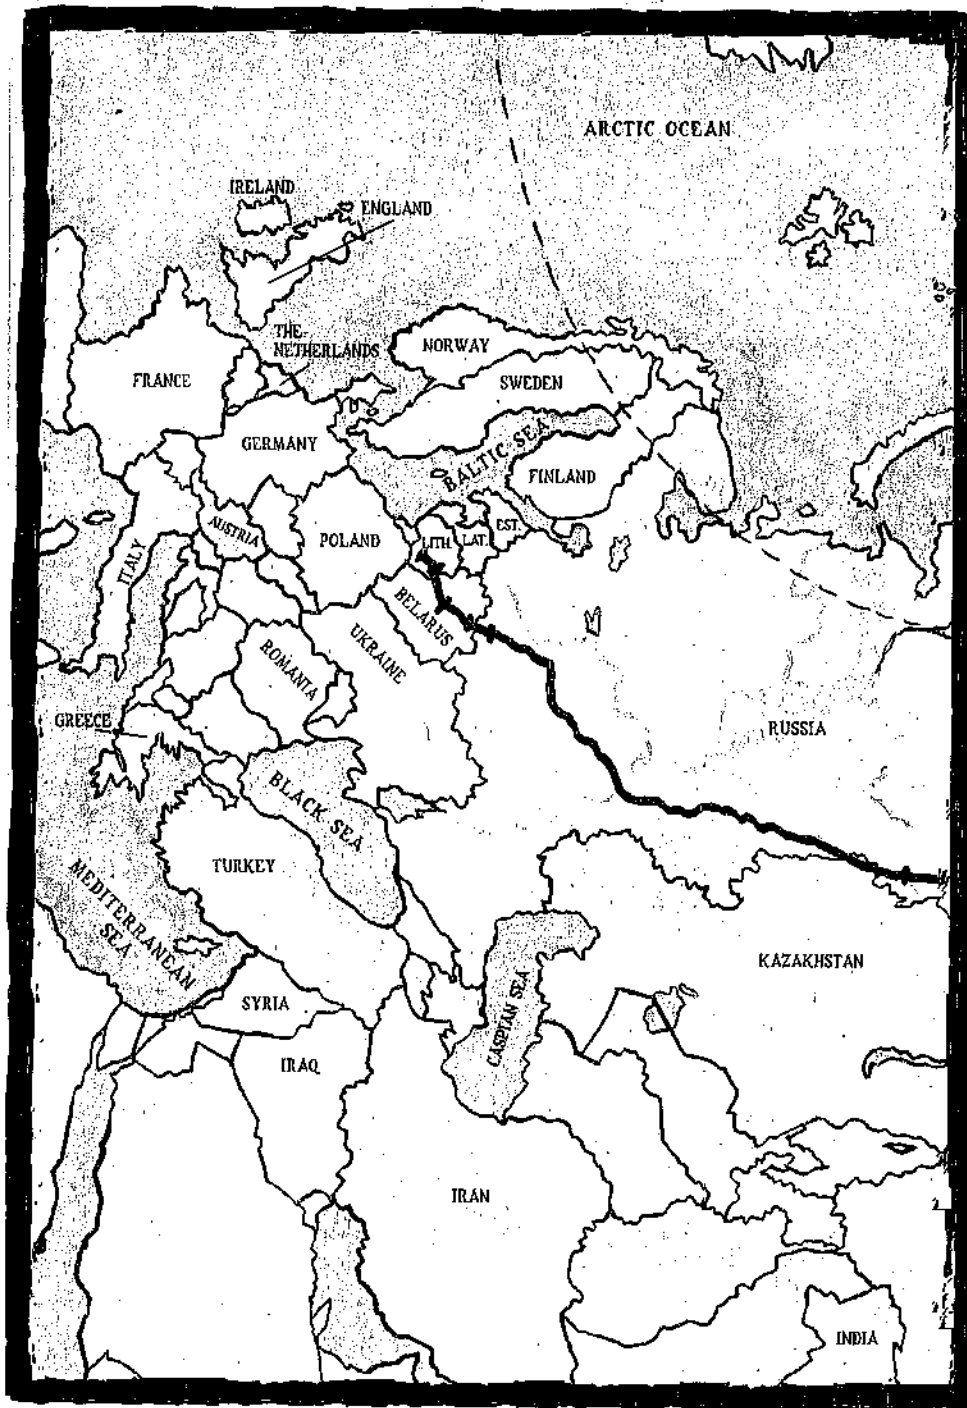 ARCTIC OCEAN
IRELAND
ENGLAND
THE
NETHERLANDS
NORWAY
FRANCE
SWEDEN
GERMANY
BALTIC SEA
FINLAND
AUSTRIA
POLAND
LITH.
LAT.
EST.
ITALY
BELARUS
UKRAINE
ROMANIA
GREECE
RUSSIA
BLACK SEA
TURKEY
MEDITERRANEAN
SEA
KAZAKHSTAN
SYRIA
CASPIAN SEA
IRAQ
IRAN
INDIA